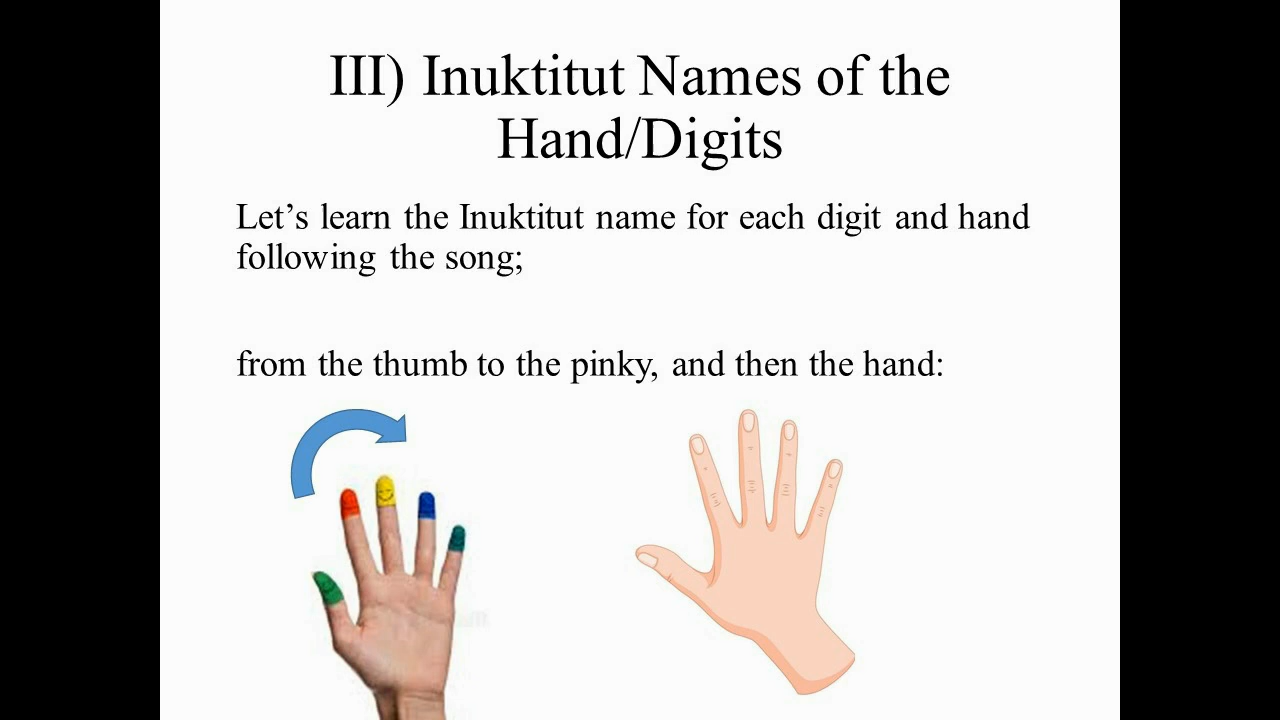 III) Inuktitut Names of the
Hand/Digits
Let’s learn the Inuktitut name for each digit and hand
following the song;
from the thumb to the pinky, and then the hand: